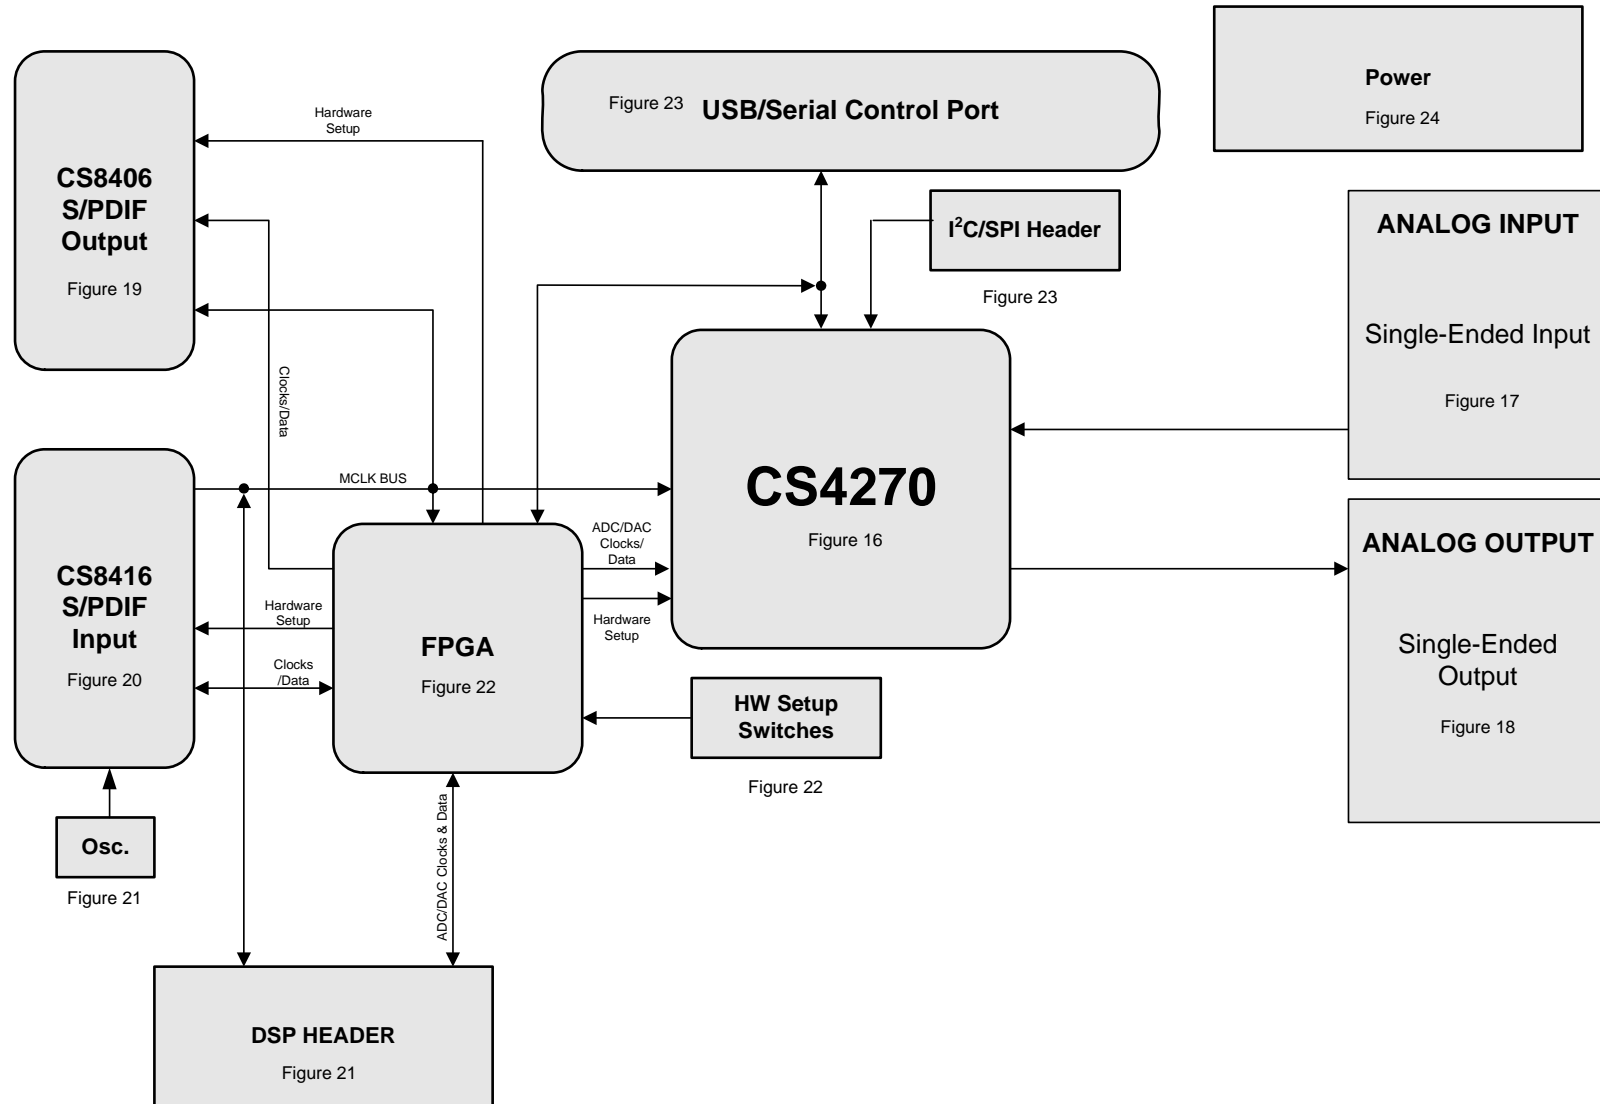 Power
Figure 24
Figure 23 USB/Serial Control Port
Hardware
Setup
CS8406
S/PDIF
Output
Figure 19
I²C/SPI Header
Figure 23
ANALOG INPUT
Single-Ended Input
Figure 17
Clocks/Data
MCLK BUS
CS4270
Figure 16
ADC/DAC
Clocks/
Data
Hardware
Setup
ANALOG OUTPUT
Single-Ended
Output
Figure 18
CS8416
S/PDIF
Input
Figure 20
Hardware
Setup
Clocks
/Data
FPGA
Figure 22
HW Setup
Switches
Figure 22
Osc.
Figure 21
ADC/DAC Clocks & Data
DSP HEADER
Figure 21